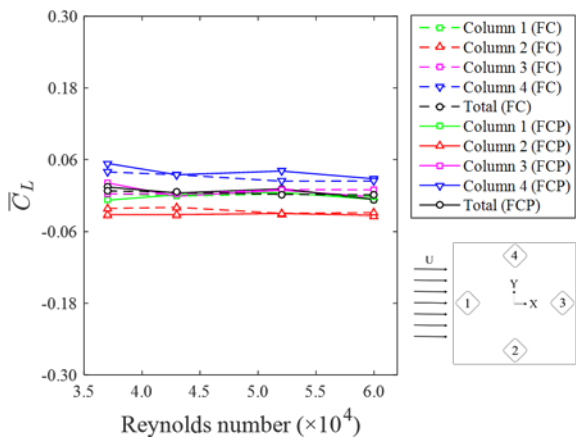 0.30
0.18
0.06
-0.06
-0.18
-0.30
C̅_L
3.5 4.0 4.5 5.0 5.5 6.0
Reynolds number (×10⁴)
Column 1 (FC)
Column 2 (FC)
Column 3 (FC)
Column 4 (FC)
Total (FC)
Column 1 (FCP)
Column 2 (FCP)
Column 3 (FCP)
Column 4 (FCP)
Total (FCP)
U
4
Y
1 X 3
2